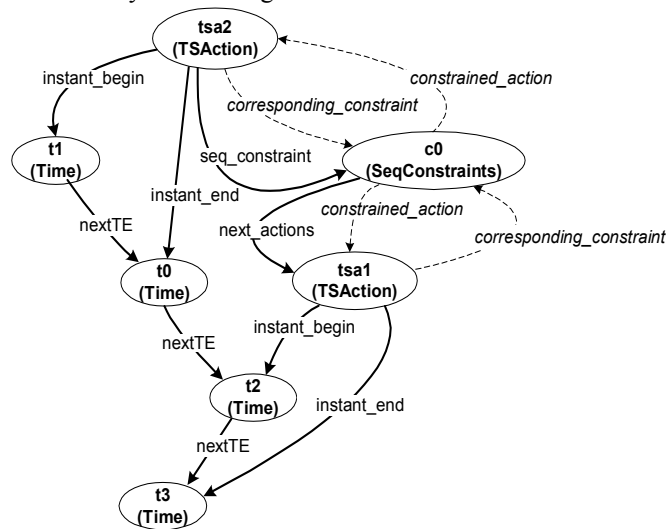 tsa2
(TSAction)
instant_begin
constrained_action
corresponding_constraint
t1
(Time)
seq_constraint
c0
(SeqConstraints)
instant_end
constrained_action
nextTE
next_actions
corresponding_constraint
t0
(Time)
tsa1
(TSAction)
nextTE
instant_begin
t2
(Time)
instant_end
nextTE
t3
(Time)